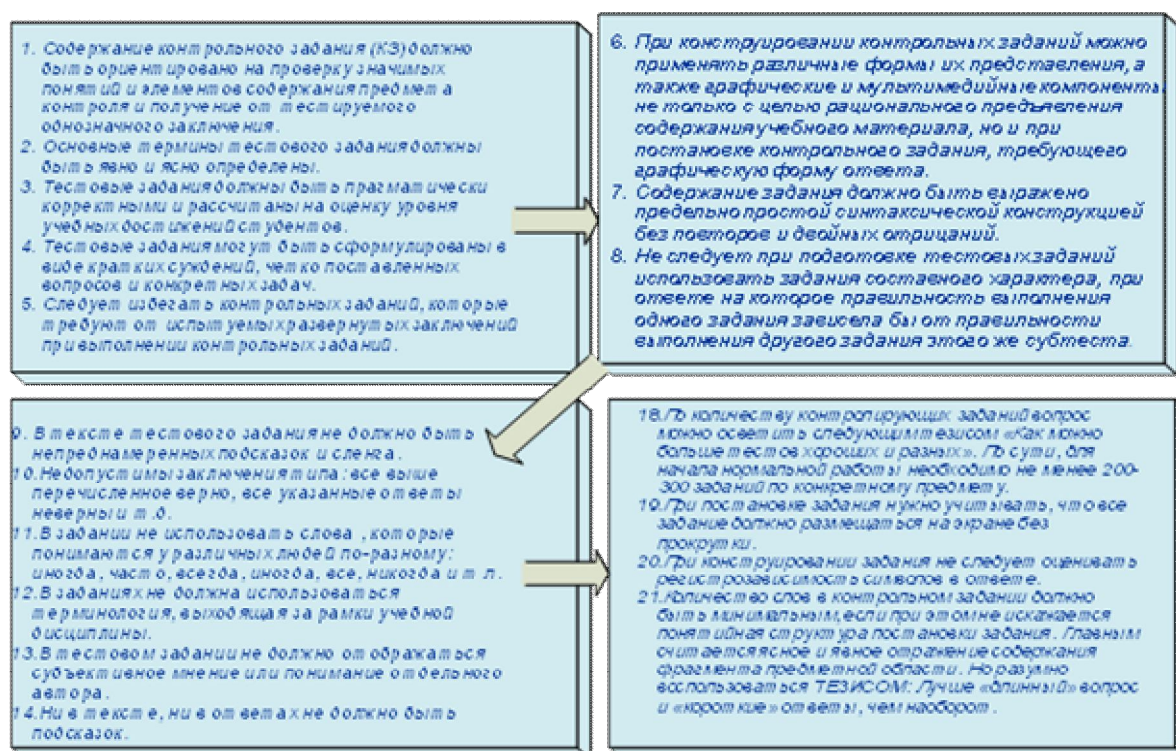 1. Содержание контрольного задания (КЗ) должно
быть ориентировано на проверку значимых
понятий и элементов содержания предмета
контроля и получение от тестируемого
однозначного заключения.
2. Основные термины тестового задания должны
быть явно и ясно определены.
3. Тестовые задания должны быть прагматически
корректными и рассчитаны на оценку уровня
учебных достижений студентов.
4. Тестовые задания могут быть сформулированы в
виде кратких суждений, четко поставленных
вопросов и конкретных задач.
5. Следует избегать контрольных заданий, которые
требуют от испытуемых развернутых заключений
при выполнении контрольных заданий.
6. При конструировании контрольных заданий можно
применять различные формы их представления, а
также графические и мультимедийные компоненты
не только с целью рационального предъявления
содержания учебного материала, но и при
постановке контрольного задания, требующего
графическую форму ответа.
7. Содержание задания должно быть выражено
предельно простой синтаксической конструкцией
без повторов и двойных отрицаний.
8. Не следует при подготовке тестовых заданий
использовать задания составного характера, при
ответе на которое правильность выполнения
одного задания зависела бы от правильности
выполнения другого задания этого же субтеста.
9. В тексте тестового задания не должно быть
непреднамеренных подсказок и сленга.
10. Недопустимы заключения типа: все выше
перечисленное верно, все указанные ответы
неверны и т.д.
11. В задании не использовать слова , которые
понимаются у различных людей по-разному:
иногда, часто, всегда, иногда, все, никогда и т.п.
12. В заданиях не должна использоваться
терминология, выходящая за рамки учебной
дисциплины.
13. В тестовом задании не должно отображаться
субъективное мнение или понимание отдельного
автора.
14. Ни в тексте, ни в ответах не должно быть
подсказок.
18. По количеству контролирующих заданий вопрос
можно осветить следующим тезисом «Как можно
больше тестов хороших и разных». По сути, для
начала нормальной работы необходимо не менее 200-
300 заданий по конкретному предмету.
19. При постановке задания нужно учитывать, что все
задание должно размещаться на экране без
прокрутки.
20. При конструировании задания не следует оценивать
регистрозависимость символов в ответе.
21. Количество слов в контрольном задании должно
быть минимальным, если при этом не искажается
понятийная структура постановки задания. Главным
считается ясное и явное отражение содержания
фрагмента предметной области. Но разумно
воспользоваться ТЕЗИСОМ: Лучше «длинный» вопрос
и «короткие» ответы, чем наоборот.